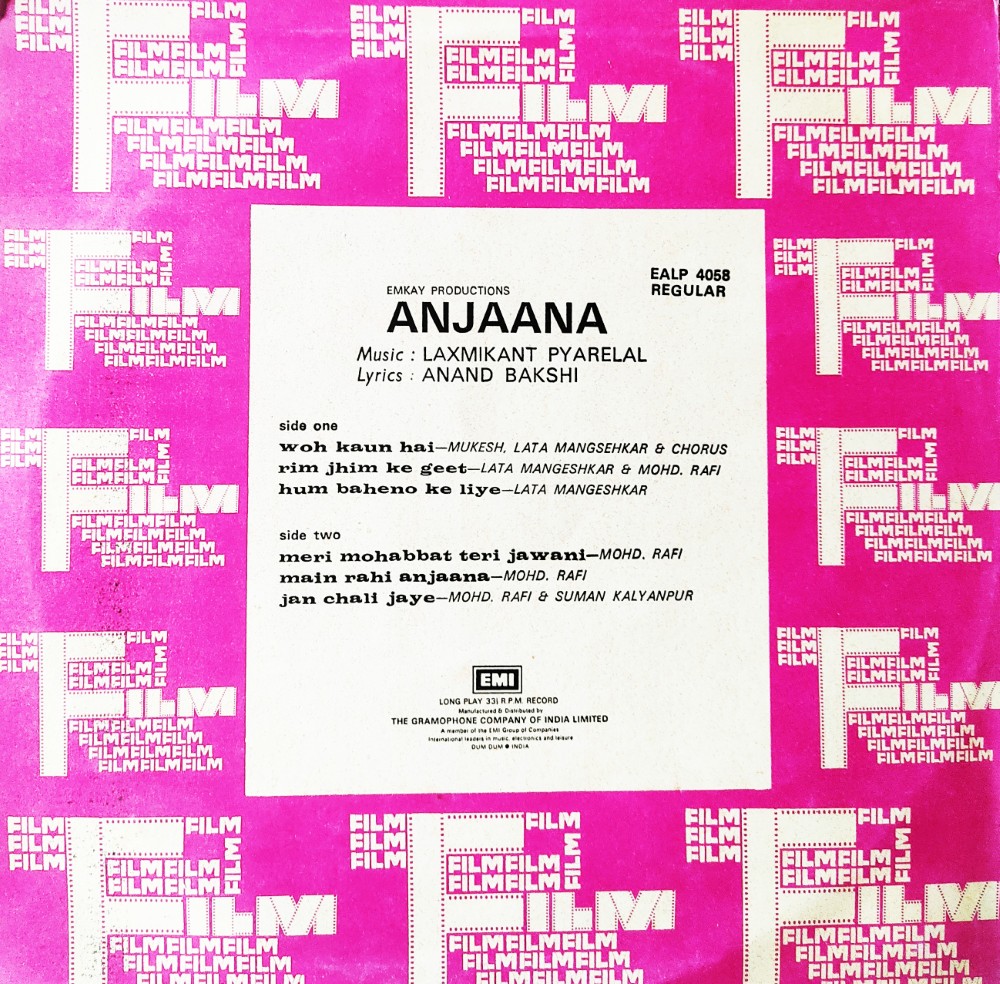 EALP 4058
REGULAR
EMKAY PRODUCTIONS
ANJAANA
Music : LAXMIKANT PYARELAL
Lyrics : ANAND BAKSHI
side one
woh kaun hai—MUKESH, LATA MANGSEHKAR & CHORUS
rim jhim ke geet—LATA MANGESHKAR & MOHD. RAFI
hum baheno ke liye—LATA MANGESHKAR
side two
meri mohabbat teri jawani—MOHD. RAFI
main rahi anjaana—MOHD. RAFI
jan chali jaye—MOHD. RAFI & SUMAN KALYANPUR
EMI
LONG PLAY 33⅓ R.P.M. RECORD
Manufactured & Distributed by
THE GRAMOPHONE COMPANY OF INDIA LIMITED
A member of the EMI Group of Companies
International leaders in music, electronics and leisure
DUM DUM ● INDIA